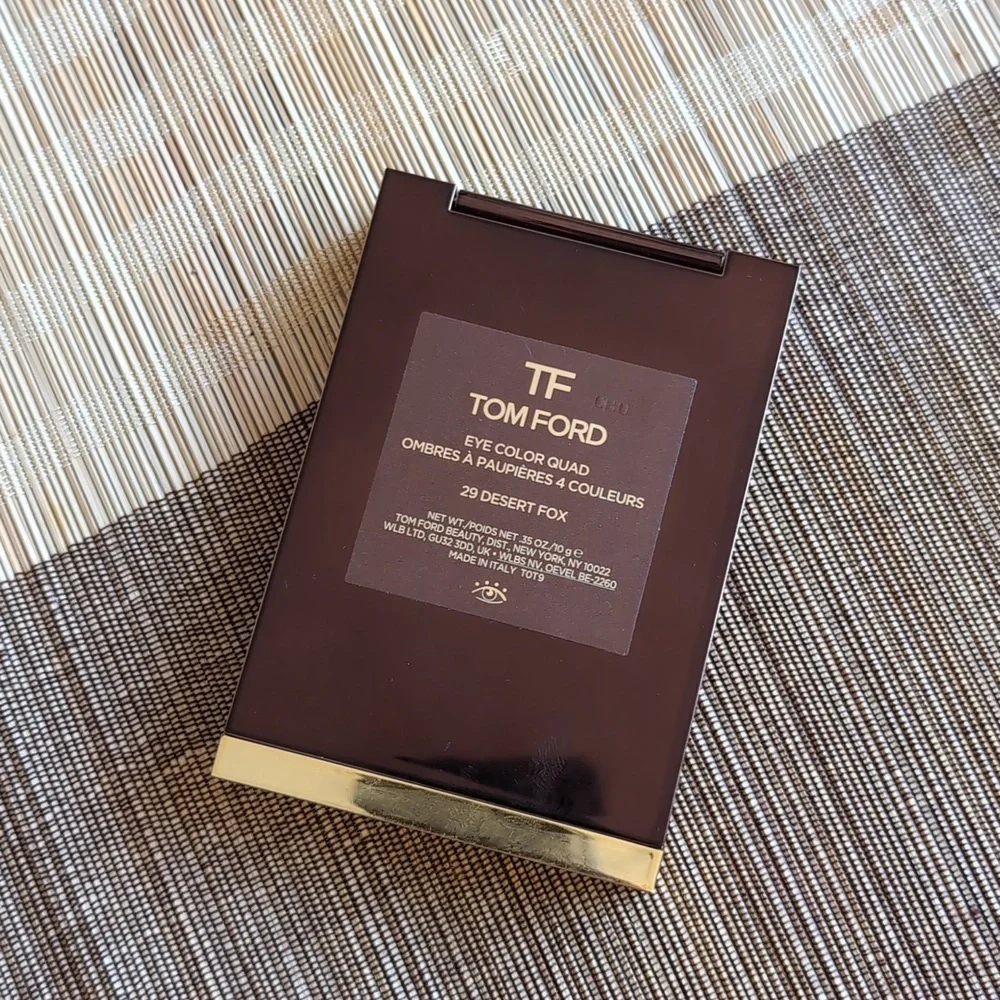 TF
TOM FORD
EYE COLOR QUAD
OMBRES À PAUPIÈRES 4 COULEURS
29 DESERT FOX
NET WT./POIDS NET .35 OZ./10 g ℮
TOM FORD BEAUTY, DIST., NEW YORK, NY 10022
WLB LTD, GU32 3DD, UK • WLBS NV, OEVEL BE-2260
MADE IN ITALY T0T9